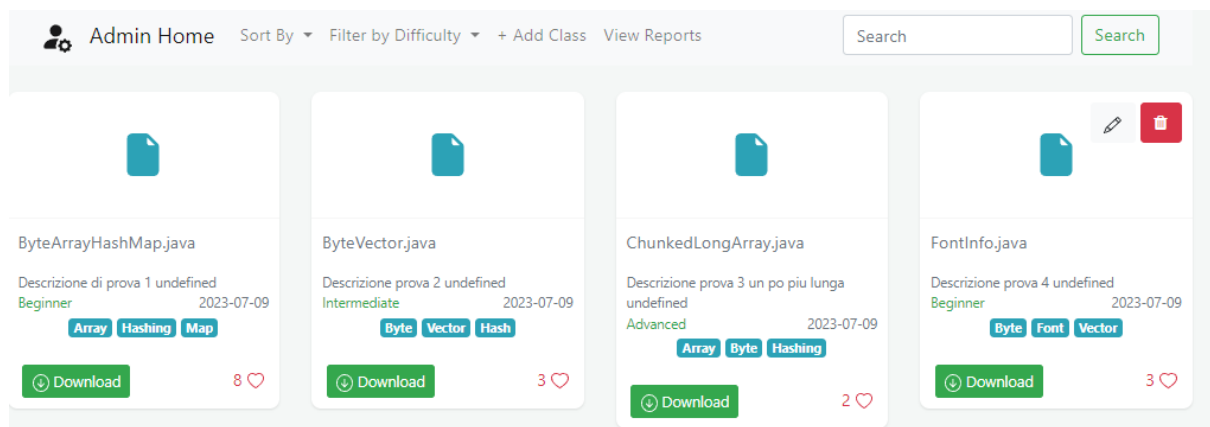 Admin Home Sort By Filter by Difficulty + Add Class View Reports Search Search
ByteArrayHashMap.java
Descrizione di prova 1 undefined
Beginner 2023-07-09
Array Hashing Map
Download 8
ByteVector.java
Descrizione prova 2 undefined
Intermediate 2023-07-09
Byte Vector Hash
Download 3
ChunkedLongArray.java
Descrizione prova 3 un po piu lunga
undefined
Advanced 2023-07-09
Array Byte Hashing
Download 2
FontInfo.java
Descrizione prova 4 undefined
Beginner 2023-07-09
Byte Font Vector
Download 3